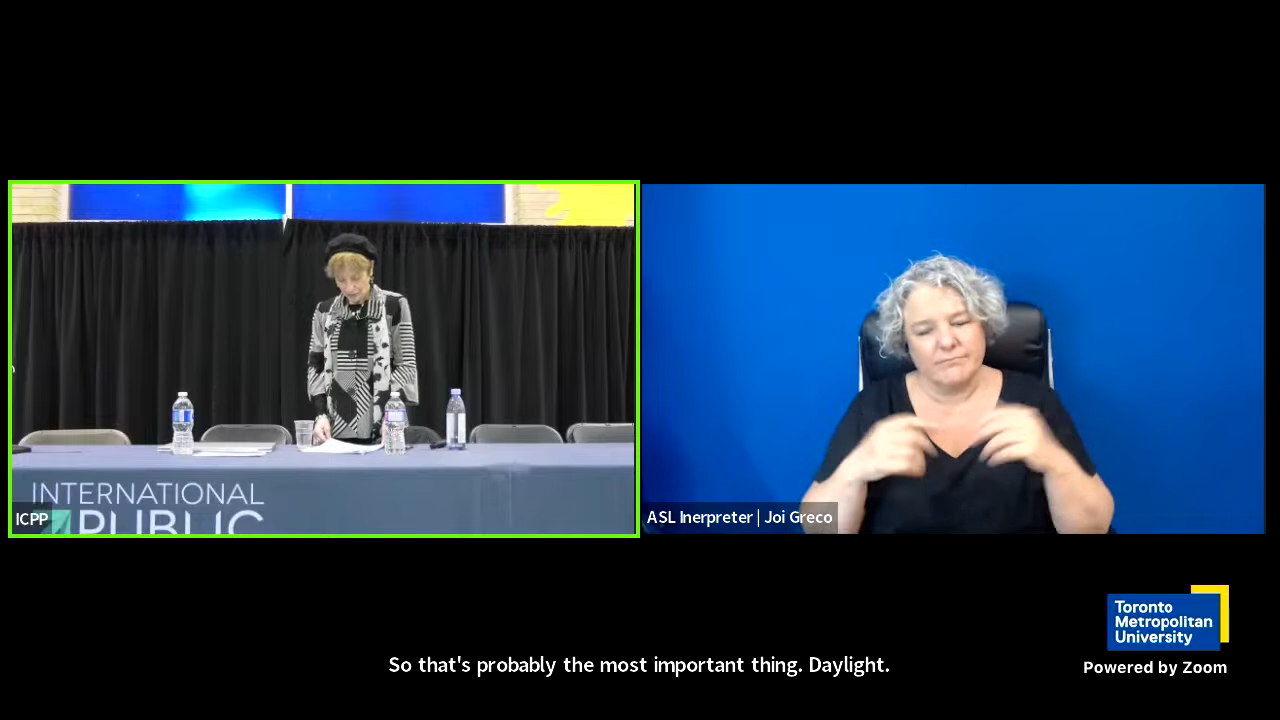 INTERNATIONAL
PUBLIC
ICPP
ASL Inerpreter | Joi Greco
Toronto
Metropolitan
University
Powered by Zoom
So that's probably the most important thing. Daylight.